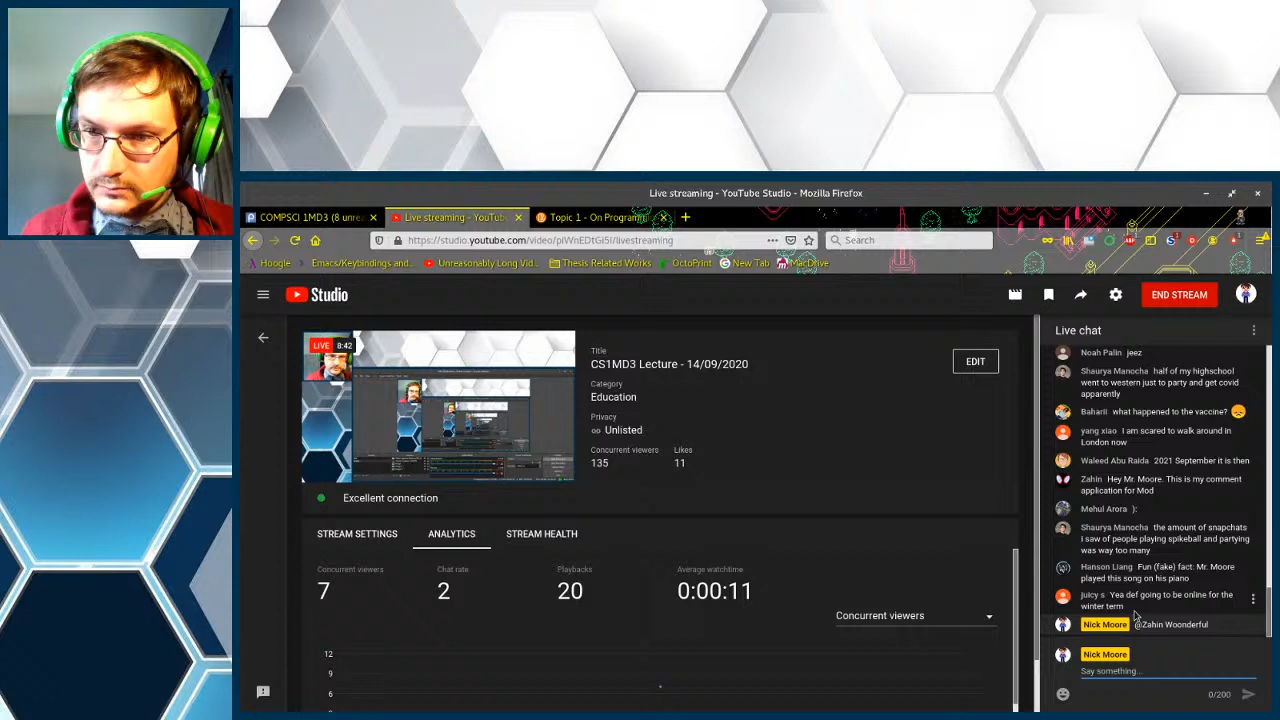 Live streaming - YouTube Studio - Mozilla Firefox
COMPSCI 1MD3 (8 unre
Live streaming - YouTub
Topic 1 - On Program
https://studio.youtube.com/video/piWnEDtGi5I/livestreaming
Search
Hoogle
Emacs/Keybindings and...
Unreasonably Long Vid...
Thesis Related Works
OctoPrint
New Tab
MacDrive
Studio
END STREAM
LIVE 8:42
Title
CS1MD3 Lecture - 14/09/2020
Category
Education
Privacy
Unlisted
Concurrent viewers
135
Likes
11
EDIT
Excellent connection
STREAM SETTINGS
ANALYTICS
STREAM HEALTH
Concurrent viewers
7
Chat rate
2
Playbacks
20
Average watchtime
0:00:11
Concurrent viewers
12
9
6
Live chat
Noah Palin jeez
Shaurya Manocha half of my highschool
went to western just to party and get covid
apparently
Baharii what happened to the vaccine?
yang xiao I am scared to walk around in
London now
Waleed Abu Raida 2021 September it is then
Zahin Hey Mr. Moore. This is my comment
application for Mod
Mehul Arora ):
Shaurya Manocha the amount of snapchats
i saw of people playing spikeball and partying
was way too many
Hanson Liang Fun (fake) fact: Mr. Moore
played this song on his piano
juicy s Yea def going to be online for the
winter term
Nick Moore @Zahin Woonderful
Nick Moore
Say something...
0/200